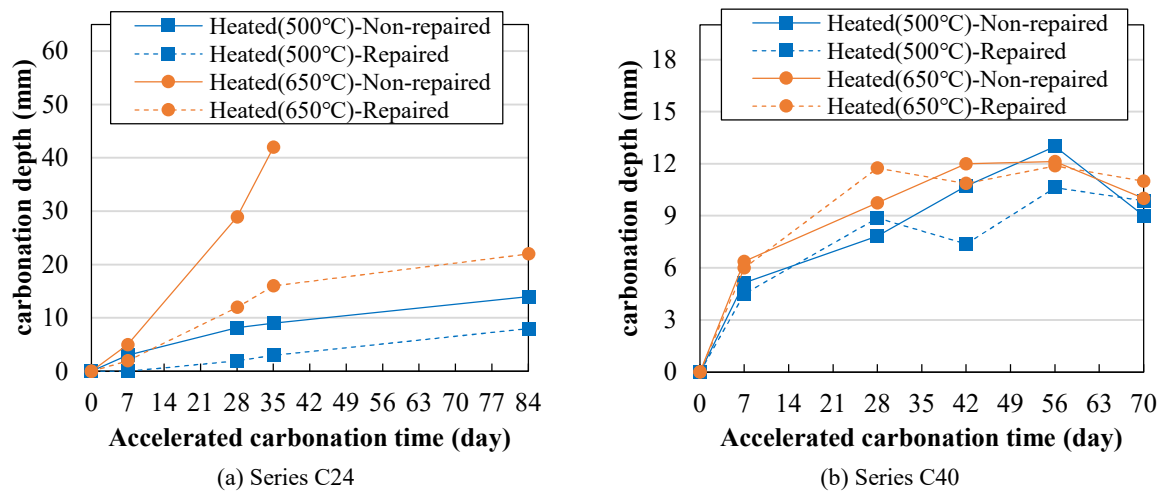 Heated(500℃)-Non-repaired
Heated(500℃)-Repaired
Heated(650℃)-Non-repaired
Heated(650℃)-Repaired
carbonation depth (mm)
60
50
40
30
20
10
0
0 7 14 21 28 35 42 49 56 63 70 77 84
Accelerated carbonation time (day)
(a) Series C24
Heated(500℃)-Non-repaired
Heated(500℃)-Repaired
Heated(650℃)-Non-repaired
Heated(650℃)-Repaired
carbonation depth (mm)
18
15
12
9
6
3
0
0 7 14 21 28 35 42 49 56 63 70
Accelerated carbonation time (day)
(b) Series C40